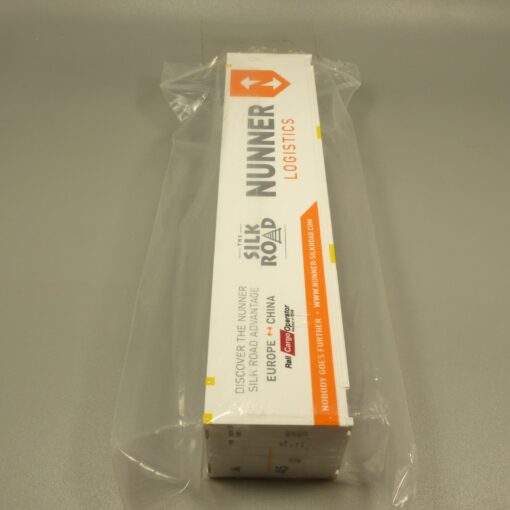 NUNNER
LOGISTICS
THE
SILK
ROAD
DISCOVER THE NUNNER
SILK ROAD ADVANTAGE
EUROPE ↔ CHINA
Rail Cargo Operator
NOBODY GOES FURTHER • WWW.NUNNER-SILKROAD.COM
45